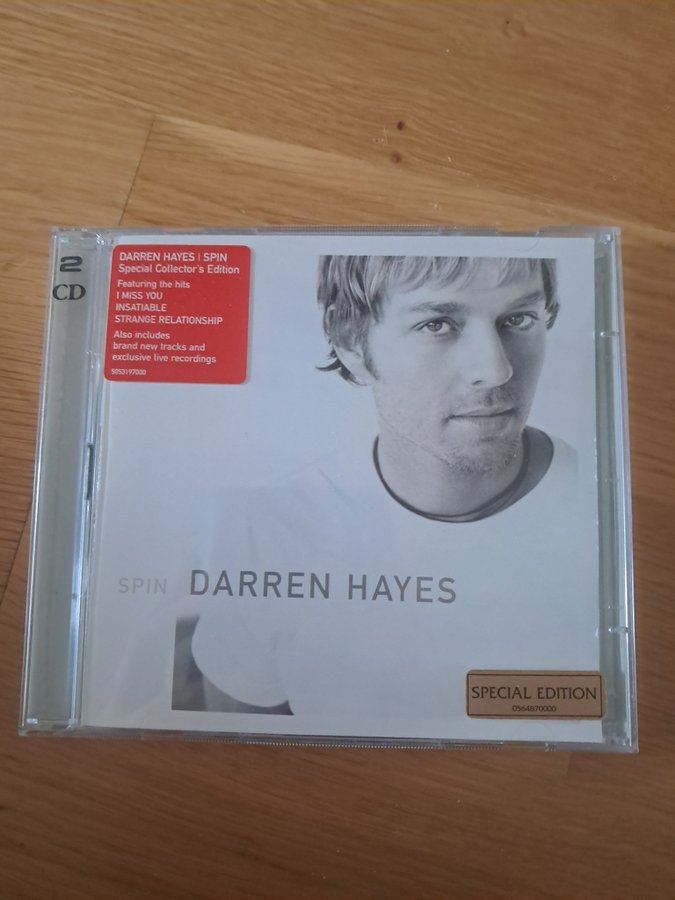 2
CD
DARREN HAYES | SPIN
Special Collector's Edition
Featuring the hits
I MISS YOU
INSATIABLE
STRANGE RELATIONSHIP
Also includes
brand new tracks and
exclusive live recordings
5053197000
SPIN DARREN HAYES
SPECIAL EDITION
0564870000